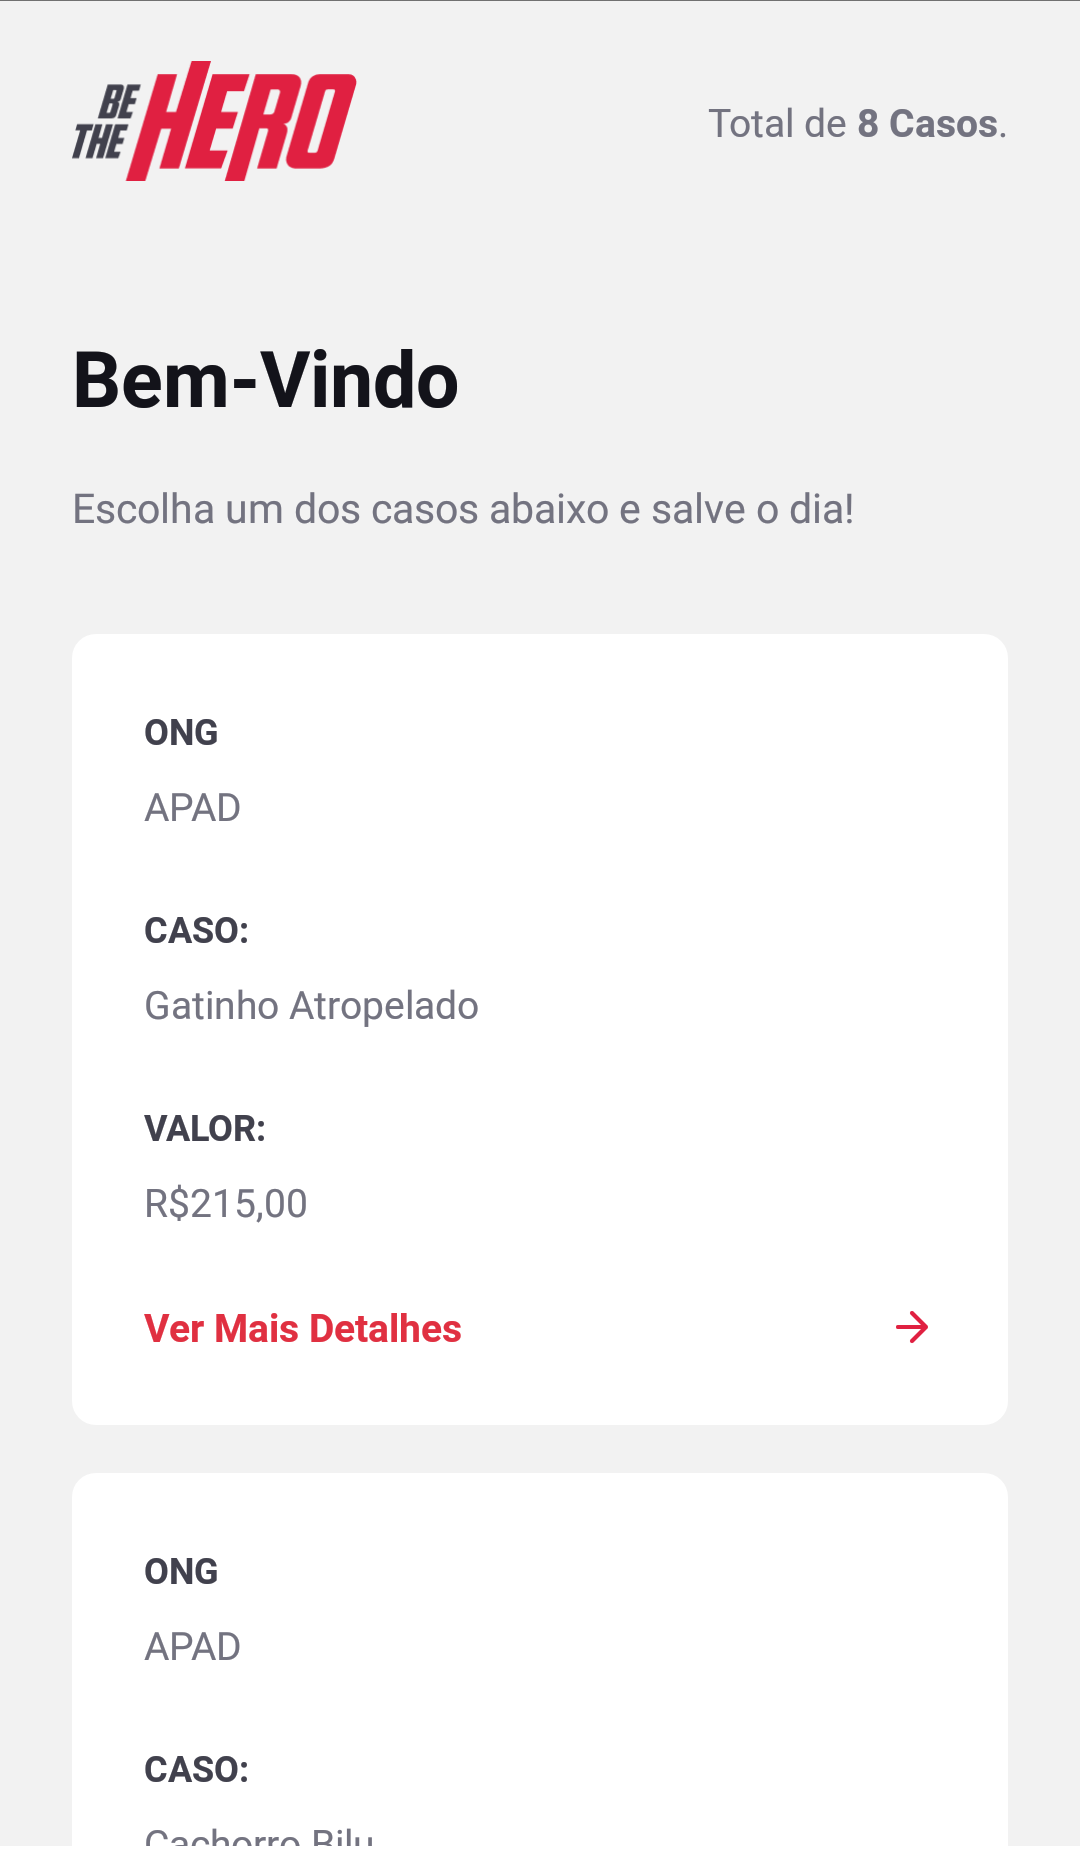 BE
THE
HERO
Total de 8 Casos.
Bem-Vindo
Escolha um dos casos abaixo e salve o dia!
ONG
APAD
CASO:
Gatinho Atropelado
VALOR:
R$215,00
Ver Mais Detalhes
ONG
APAD
CASO:
Cachorro Bilu